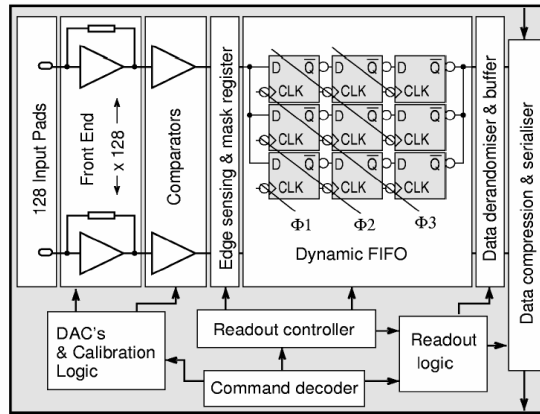 128 Input Pads
Front End
x 128
Comparators
Edge sensing & mask register
D Q D Q D Q
CLK CLK CLK
D Q D Q D Q
CLK CLK CLK
D Q D Q D Q
CLK CLK CLK
Φ1 Φ2 Φ3
Dynamic FIFO
Data derandomiser & buffer
Data compression & serialiser
DAC's
& Calibration
Logic
Readout controller
Command decoder
Readout
logic